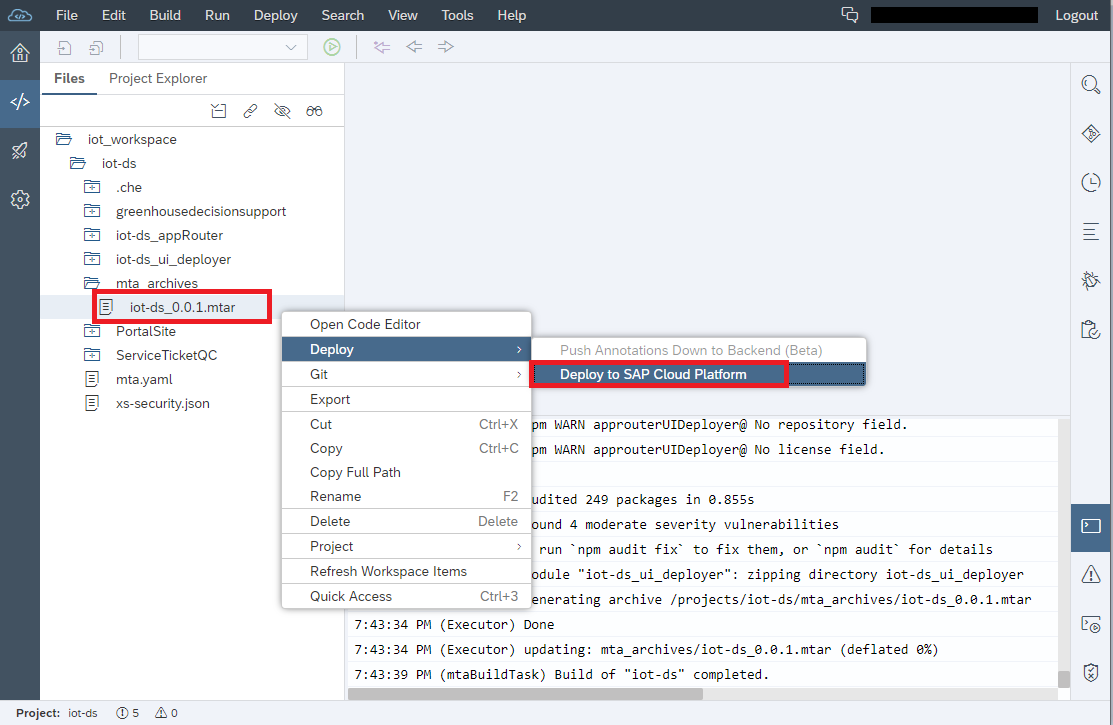 File Edit Build Run Deploy Search View Tools Help Logout
Files Project Explorer
iot_workspace
iot-ds
.che
greenhousedecisionsupport
iot-ds_appRouter
iot-ds_ui_deployer
mta_archives
iot-ds_0.0.1.mtar
PortalSite
ServiceTicketQC
mta.yaml
xs-security.json
Open Code Editor
Deploy
Git
Export
Cut Ctrl+X
Copy Ctrl+C
Copy Full Path
Rename F2
Delete Delete
Project
Refresh Workspace Items
Quick Access Ctrl+3
Push Annotations Down to Backend (Beta)
Deploy to SAP Cloud Platform
pm WARN approuterUIDeployer@ No repository field.
pm WARN approuterUIDeployer@ No license field.
udited 249 packages in 0.855s
ound 4 moderate severity vulnerabilities
run `npm audit fix` to fix them, or `npm audit` for details
odule "iot-ds_ui_deployer": zipping directory iot-ds_ui_deployer
enerating archive /projects/iot-ds/mta_archives/iot-ds_0.0.1.mtar
7:43:34 PM (Executor) Done
7:43:34 PM (Executor) updating: mta_archives/iot-ds_0.0.1.mtar (deflated 0%)
7:43:39 PM (mtaBuildTask) Build of "iot-ds" completed.
Project: iot-ds 5 0